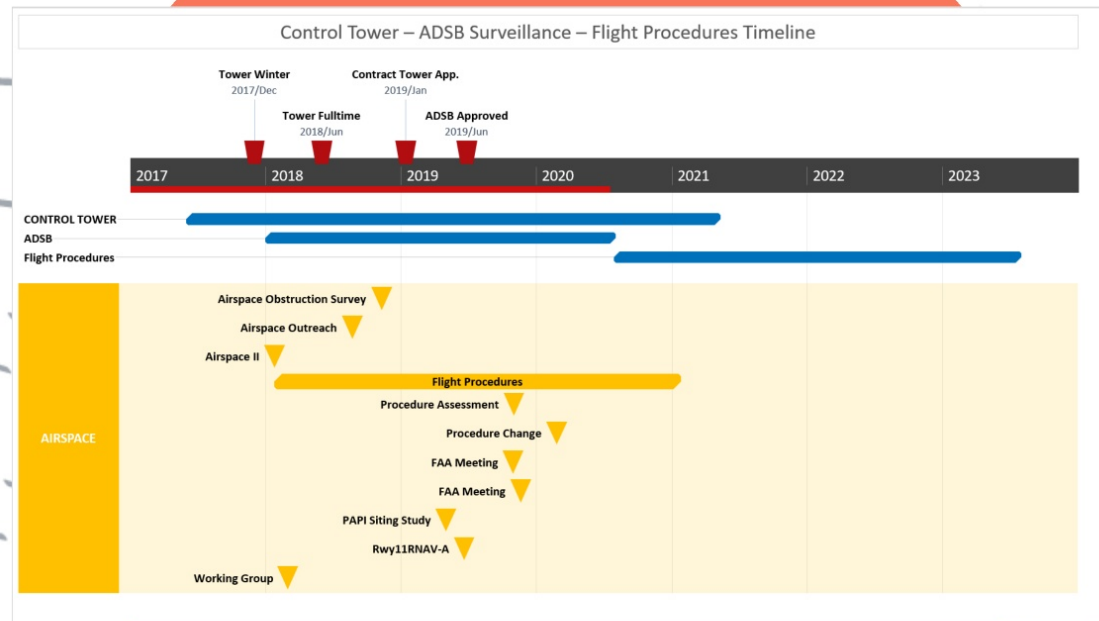 Control Tower – ADSB Surveillance – Flight Procedures Timeline
Tower Winter
2017/Dec
Contract Tower App.
2019/Jan
Tower Fulltime
2018/Jun
ADSB Approved
2019/Jun
2017 2018 2019 2020 2021 2022 2023
CONTROL TOWER
ADSB
Flight Procedures
AIRSPACE
Airspace Obstruction Survey
Airspace Outreach
Airspace II
Flight Procedures
Procedure Assessment
Procedure Change
FAA Meeting
FAA Meeting
PAPI Siting Study
Rwy11RNAV-A
Working Group